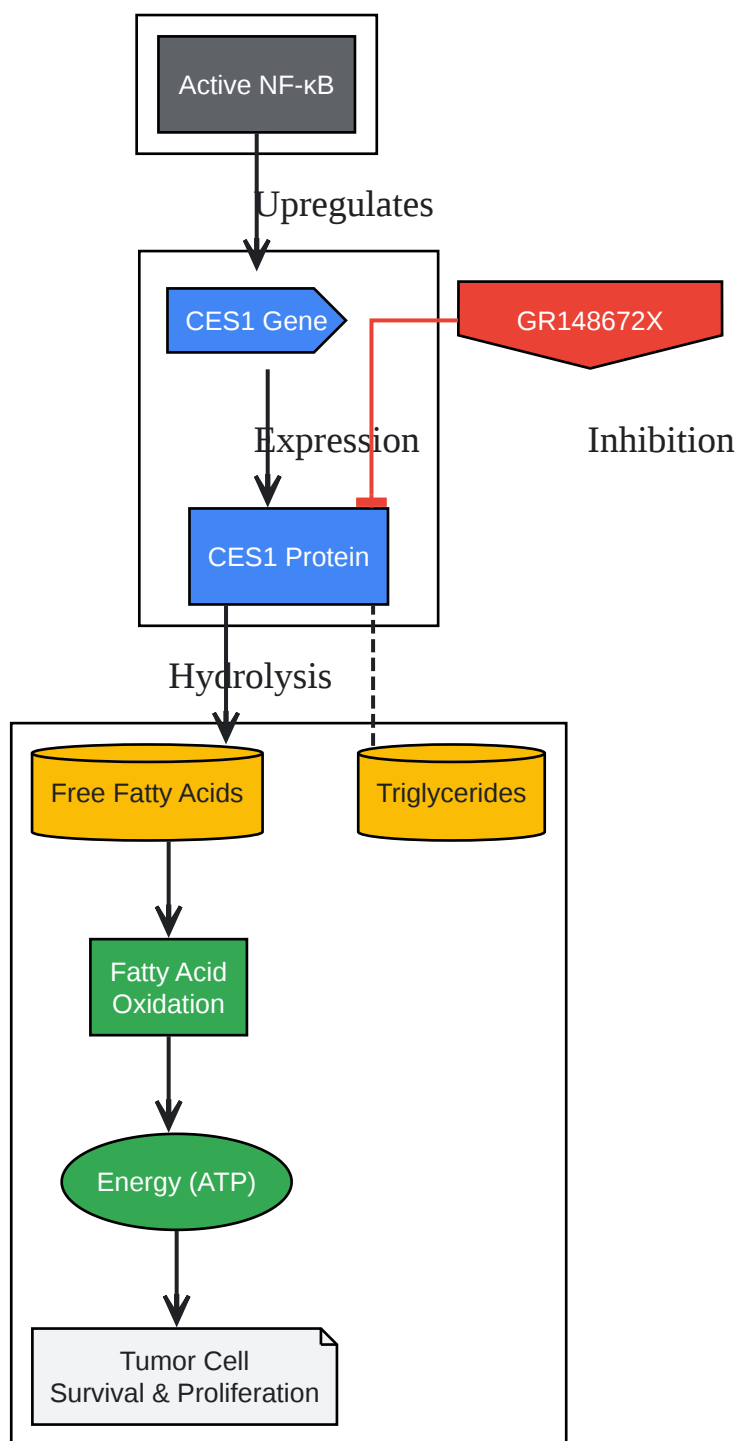 Active NF-κB
Upregulates
CES1 Gene
GR148672X
Expression
Inhibition
CES1 Protein
Hydrolysis
Free Fatty Acids
Triglycerides
Fatty Acid
Oxidation
Energy (ATP)
Tumor Cell
Survival & Proliferation